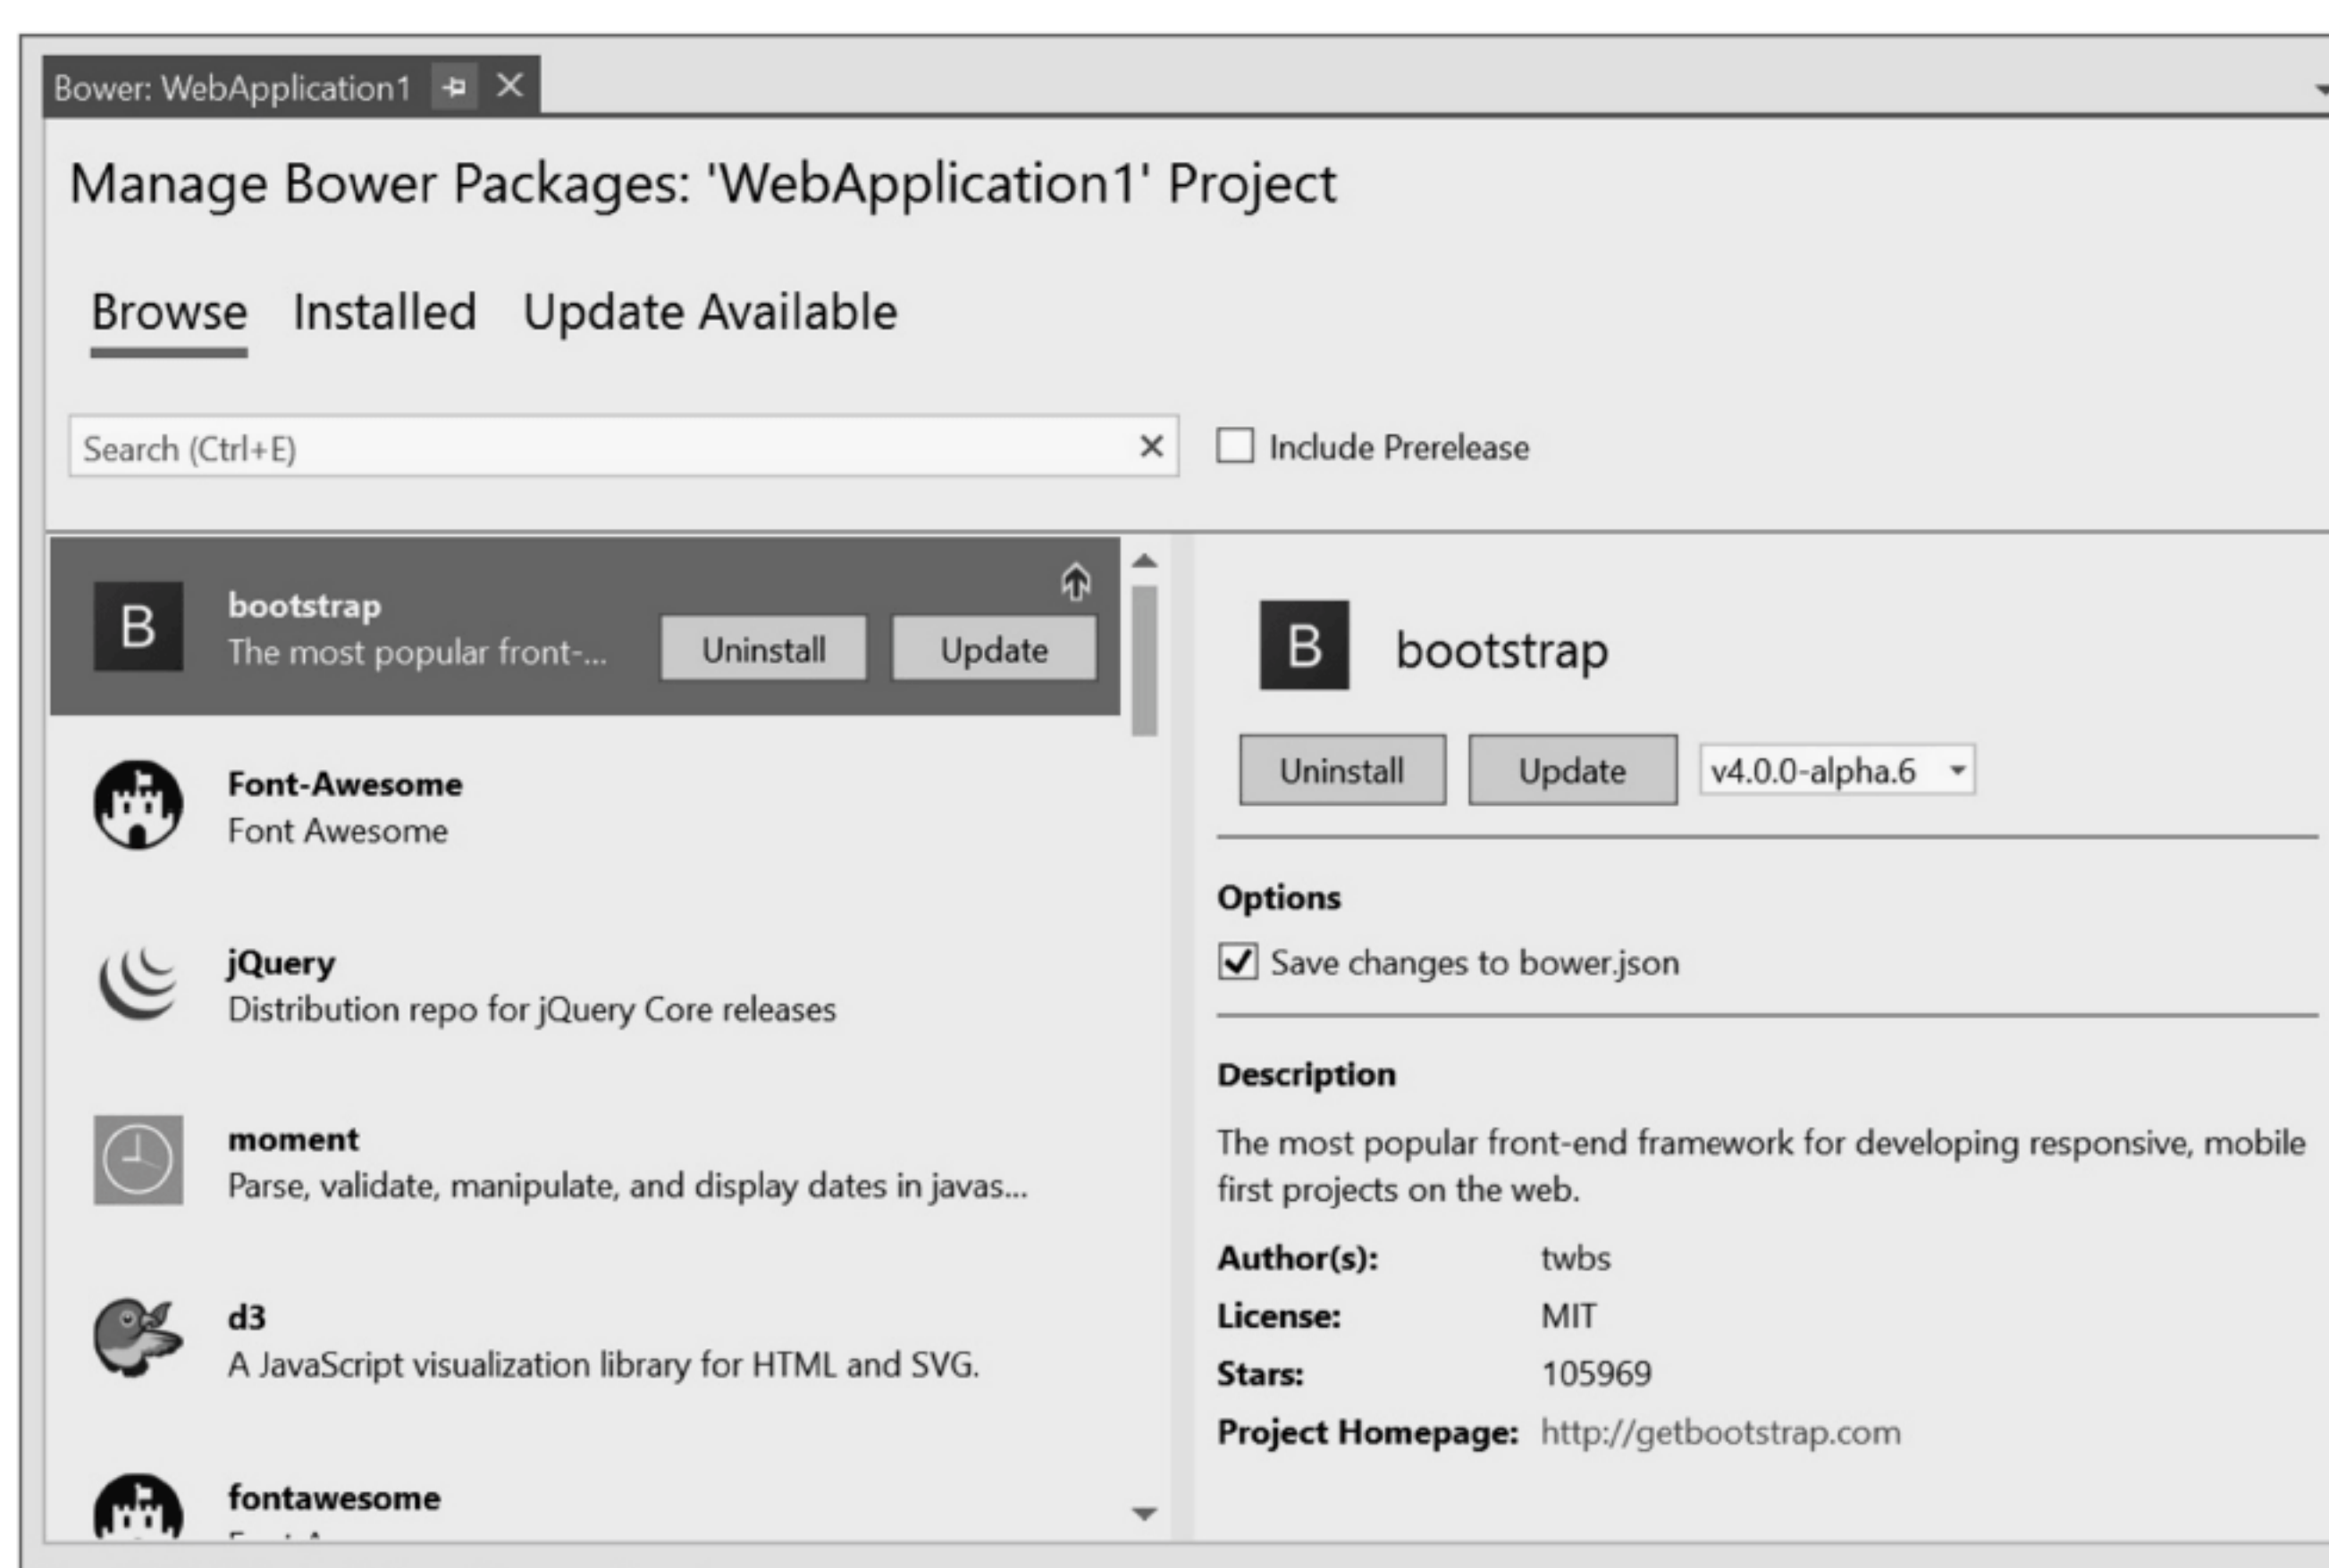 Bower: WebApplication1
Manage Bower Packages: 'WebApplication1' Project
Browse Installed Update Available
Search (Ctrl+E)
Include Prerelease
B
bootstrap
The most popular front-...
Uninstall
Update
Font-Awesome
Font Awesome
jQuery
Distribution repo for jQuery Core releases
moment
Parse, validate, manipulate, and display dates in javas...
d3
A JavaScript visualization library for HTML and SVG.
fontawesome
B
bootstrap
Uninstall
Update
v4.0.0-alpha.6
Options
Save changes to bower.json
Description
The most popular front-end framework for developing responsive, mobile
first projects on the web.
Author(s): twbs
License: MIT
Stars: 105969
Project Homepage: http://getbootstrap.com